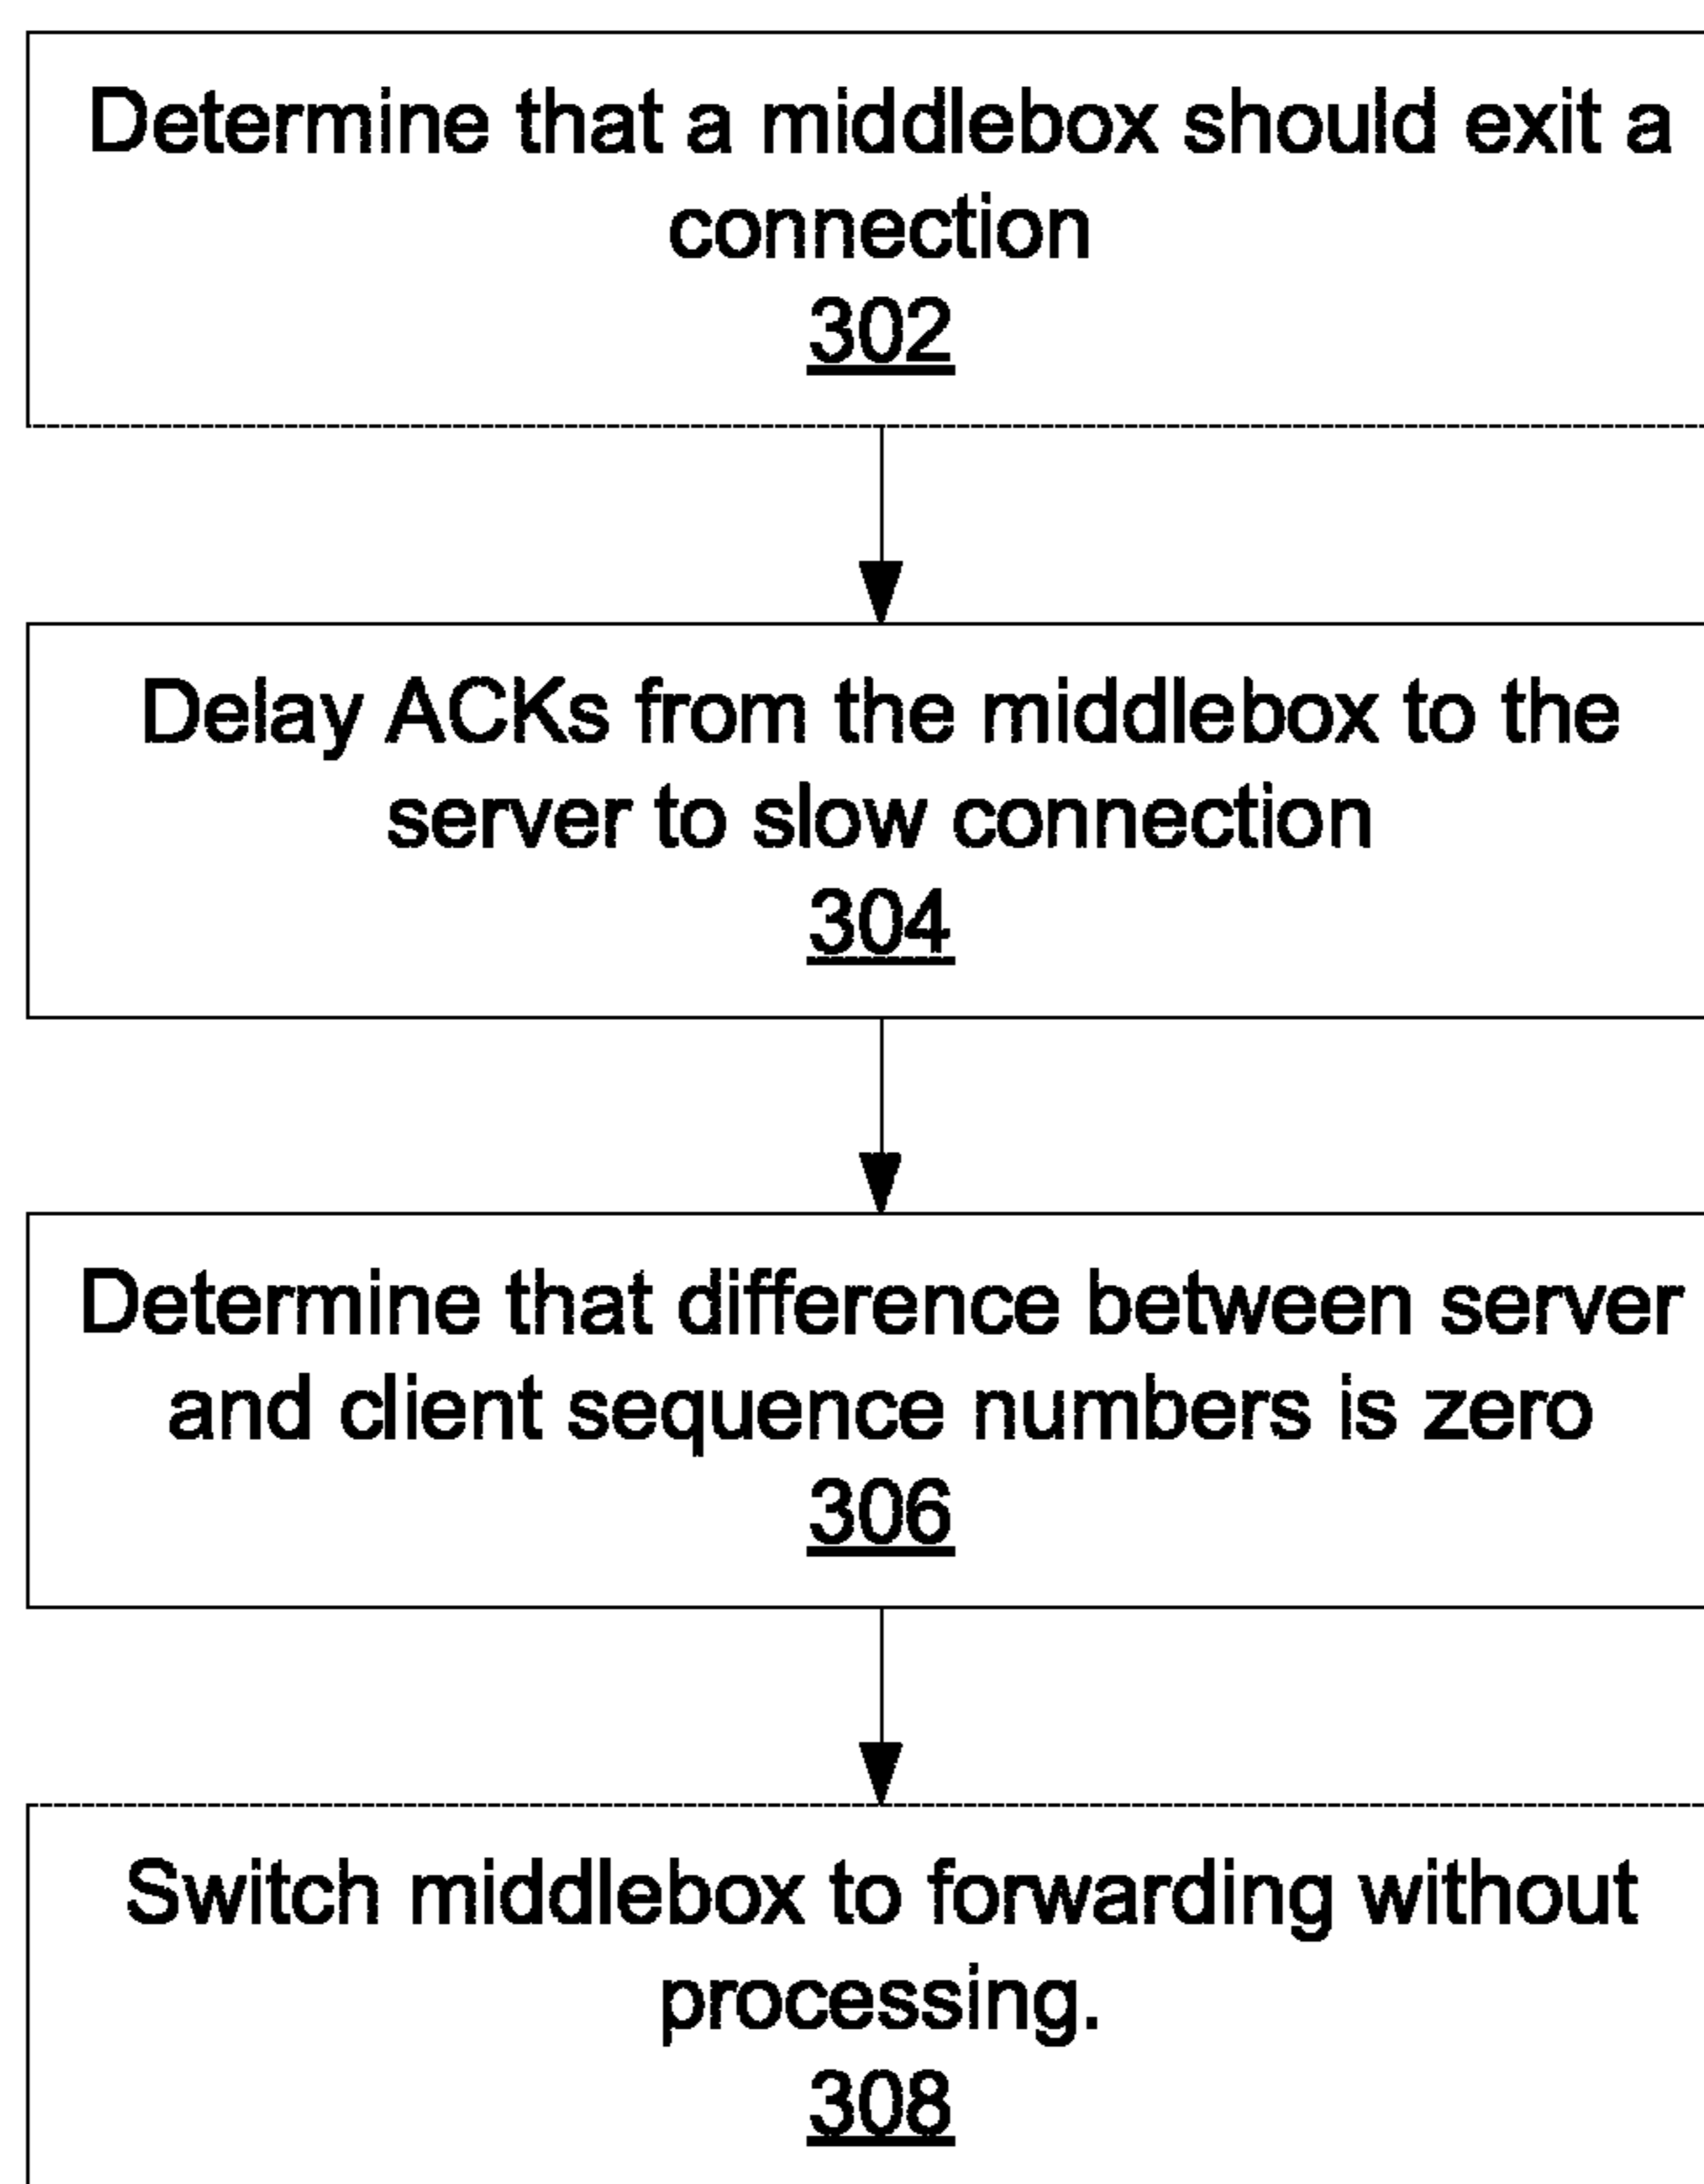 Determine that a middlebox should exit a
connection
302
Delay ACKs from the middlebox to the
server to slow connection
304
Determine that difference between server
and client sequence numbers is zero
306
Switch middlebox to forwarding without
processing.
308